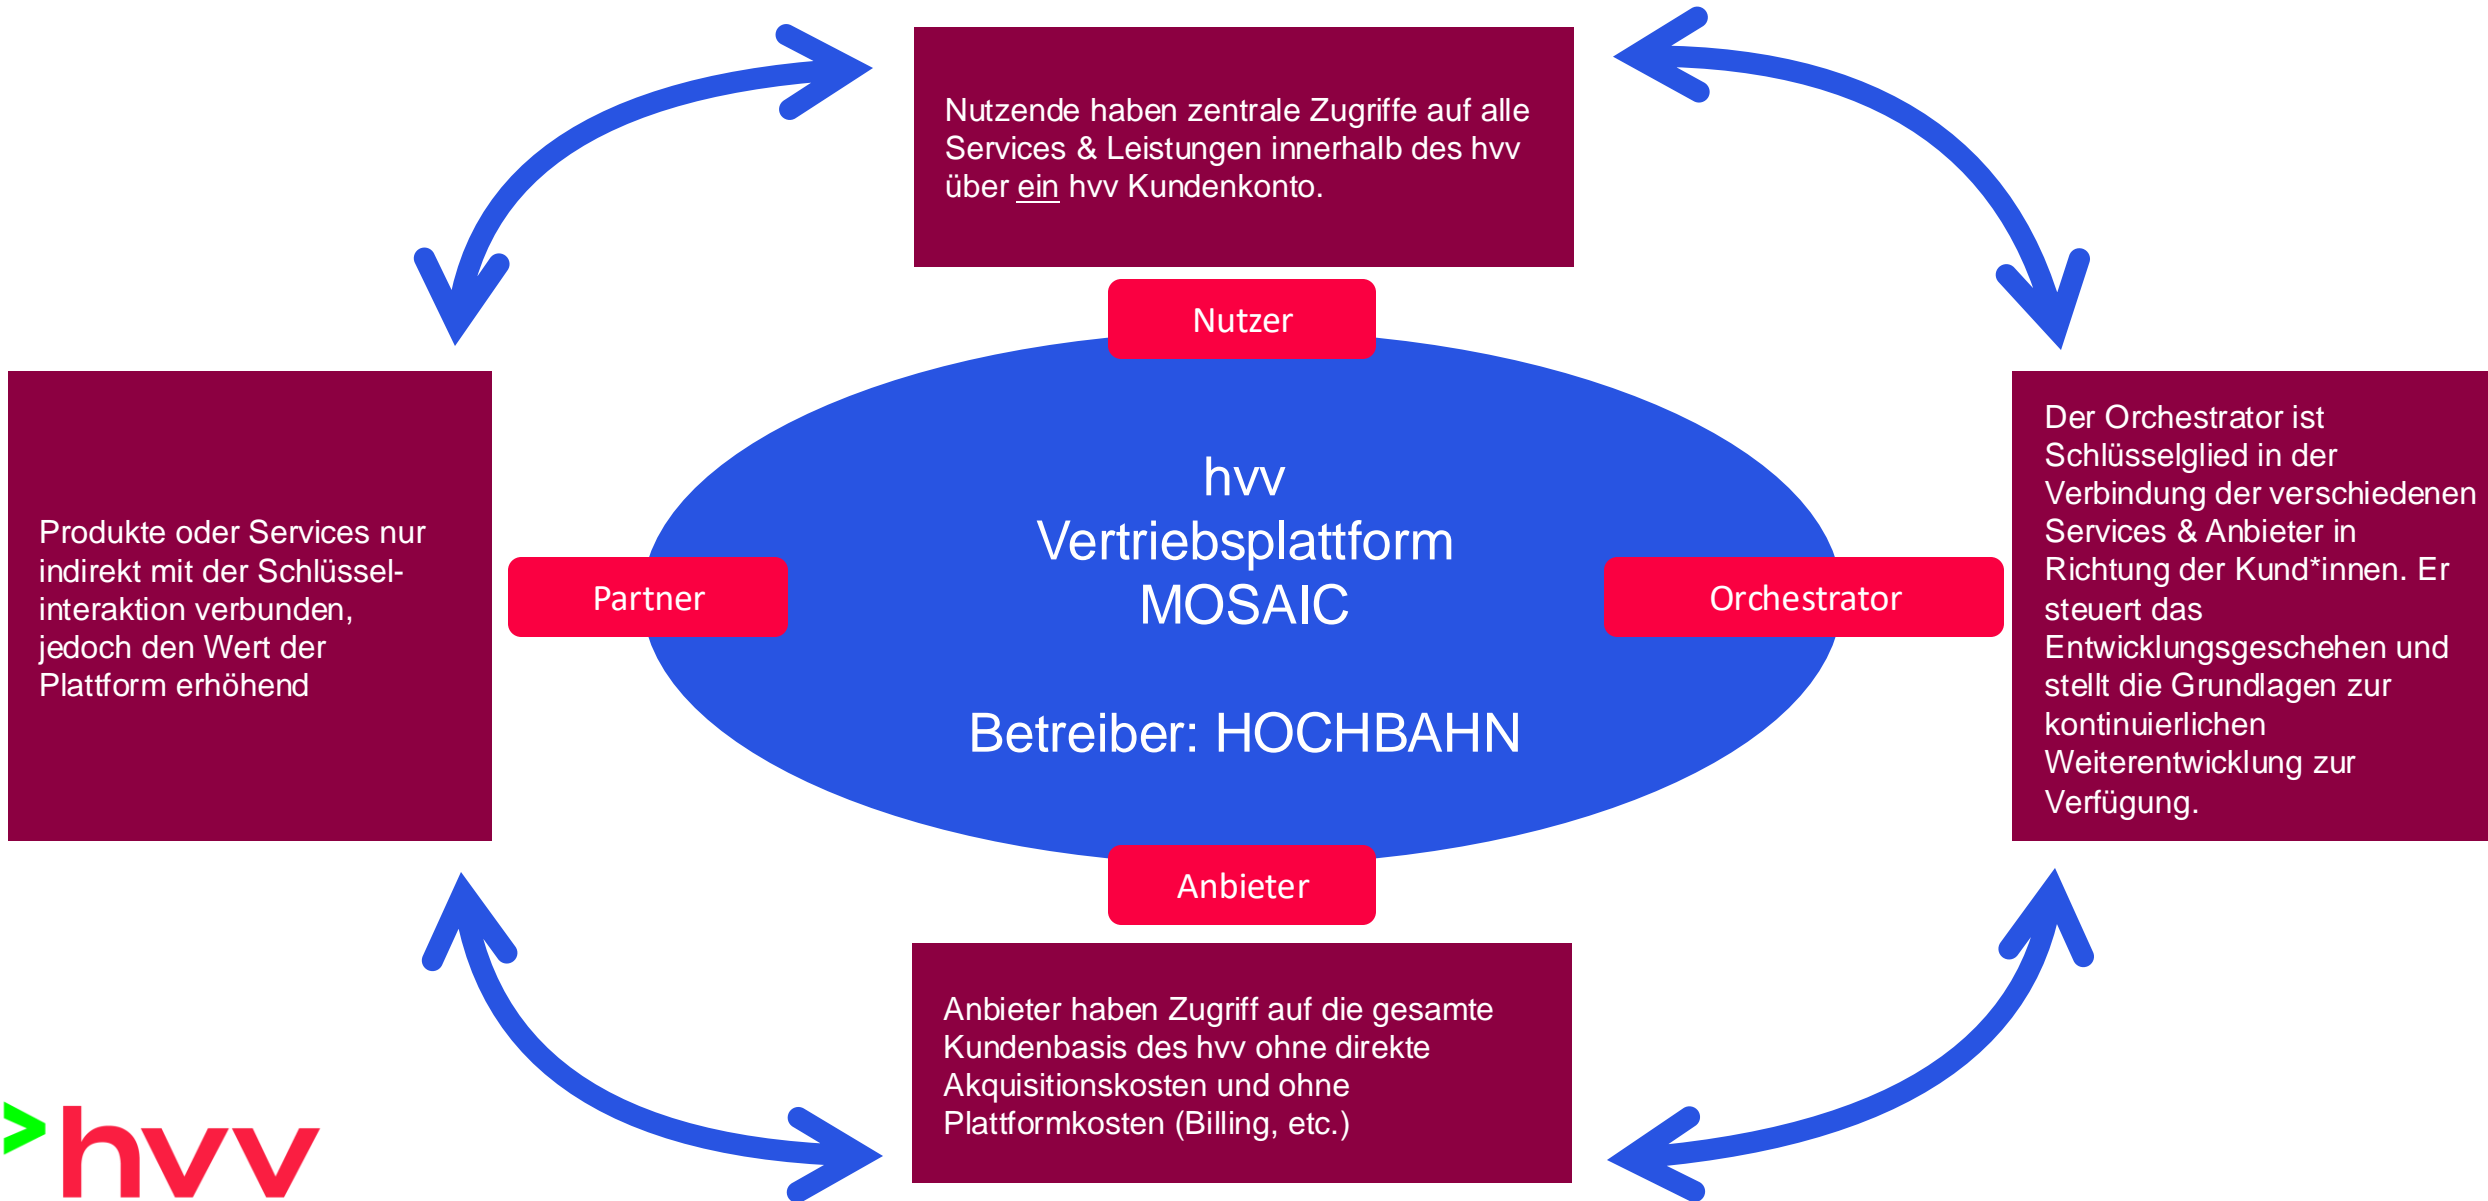 Nutzende haben zentrale Zugriffe auf alle
Services & Leistungen innerhalb des hvv
über ein hvv Kundenkonto.
Nutzer
Produkte oder Services nur
indirekt mit der Schlüssel-
interaktion verbunden,
jedoch den Wert der
Plattform erhöhend
Partner
hvv
Vertriebsplattform
MOSAIC
Betreiber: HOCHBAHN
Orchestrator
Der Orchestrator ist
Schlüsselglied in der
Verbindung der verschiedenen
Services & Anbieter in
Richtung der Kund*innen. Er
steuert das
Entwicklungsgeschehen und
stellt die Grundlagen zur
kontinuierlichen
Weiterentwicklung zur
Verfügung.
Anbieter
Anbieter haben Zugriff auf die gesamte
Kundenbasis des hvv ohne direkte
Akquisitionskosten und ohne
Plattformkosten (Billing, etc.)
hvv